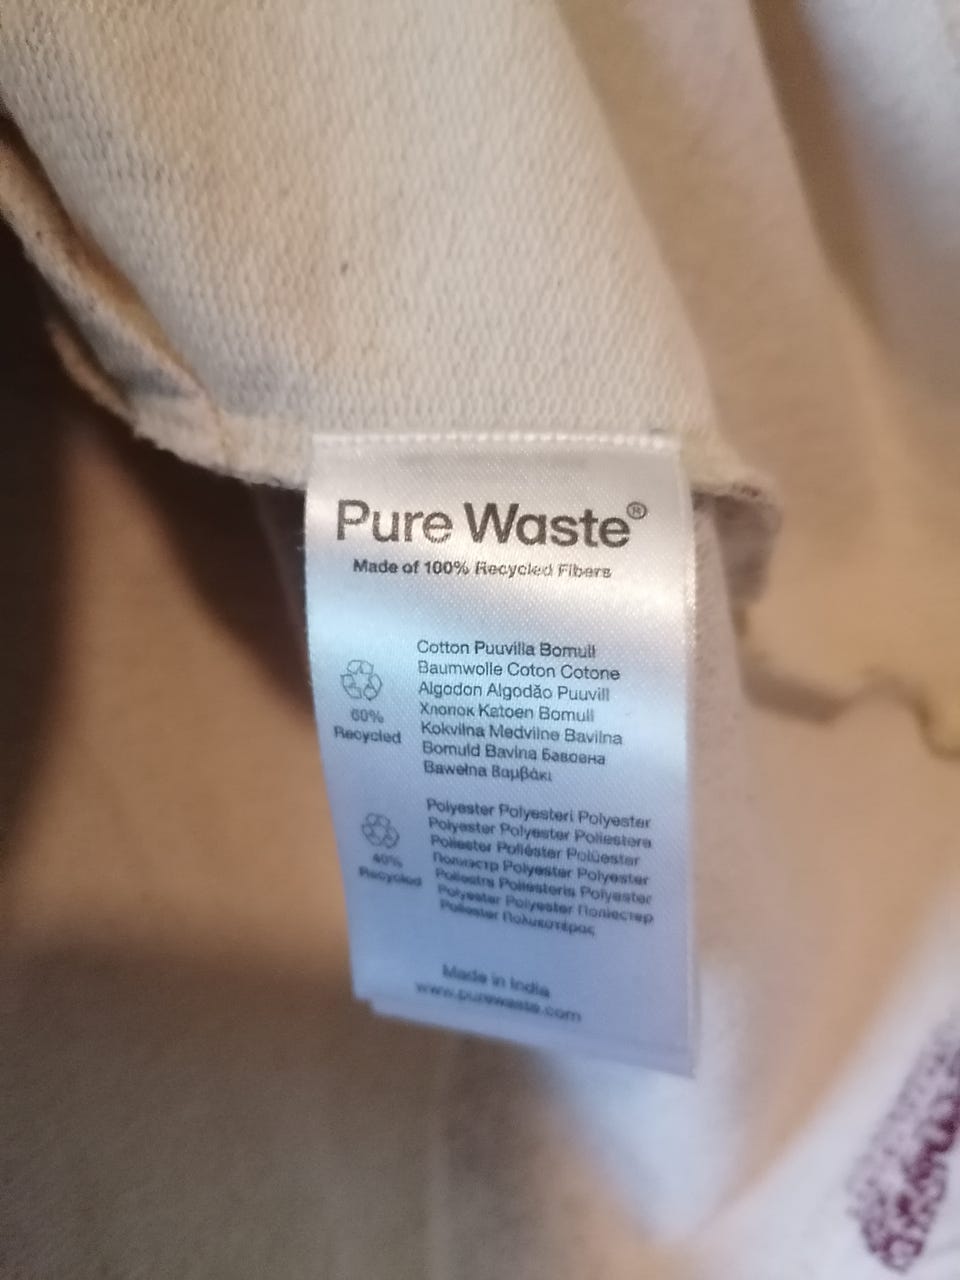 Pure Waste®
Made of 100% Recycled Fibers
Cotton Puuvilla Bomull
Baumwolle Coton Cotone
Algodon Algodão Puuvill
Хлопок Katoen Bomull
Kokvilna Medvilne Bavilna
Bomuld Bavlna бавовна
Bawełna Βαμβάκι
60%
Recycled
Polyester Polyesteri Polyester
Polyester Polyester Poliestere
Poliester Poliéster Polüester
Полиэстр Polyester Polyester
Poliestrs Poliesteris Polyester
Polyester Polyester Поліестер
Poliester Πολυεστέρας
40%
Recycled
Made in India
www.purewaste.com